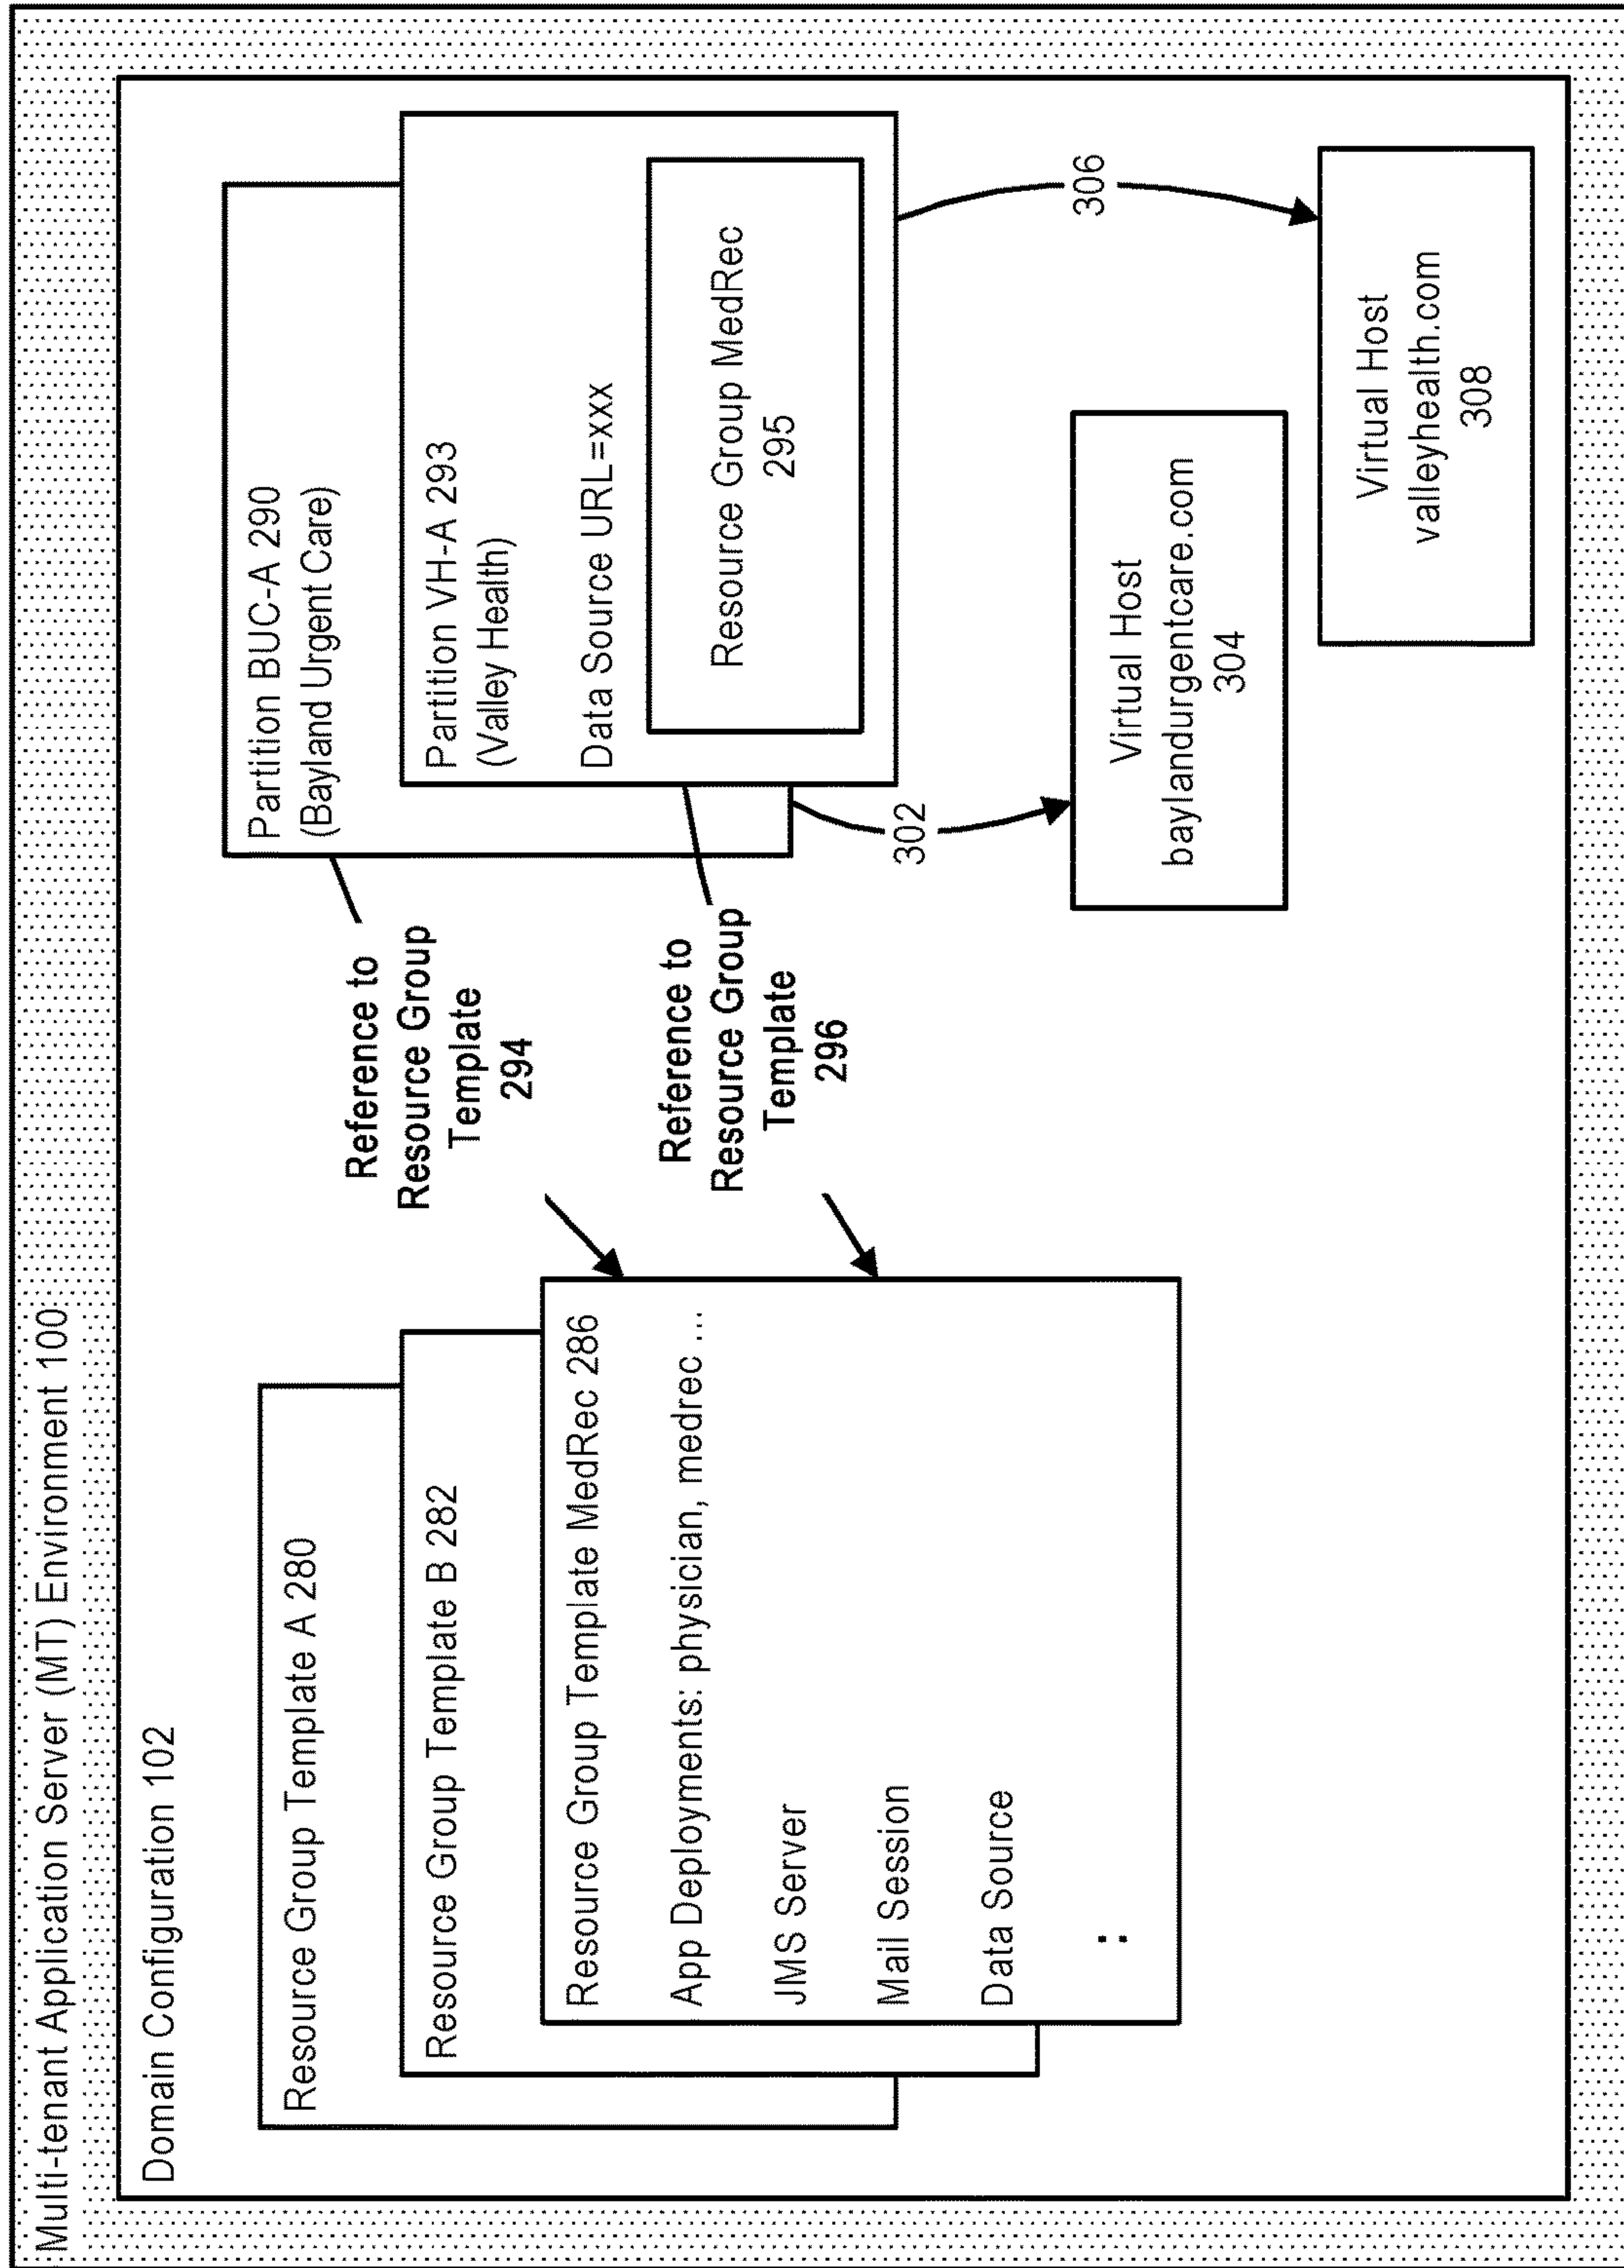 Multi-tenant Application Server (MT) Environment 100
Domain Configuration 102
Resource Group Template A 280
Resource Group Template B 282
Resource Group Template MedRec 286
App Deployments: physician, medrec ...
JMS Server
Mail Session
Data Source
:
Reference to
Resource Group
Template
294
Reference to
Resource Group
Template
296
Partition BUC-A 290
(Bayland Urgent Care)
Partition VH-A 293
(Valley Health)
Data Source URL=xxx
Resource Group MedRec
295
302
306
Virtual Host
baylandurgentcare.com
304
Virtual Host
valleyhealth.com
308